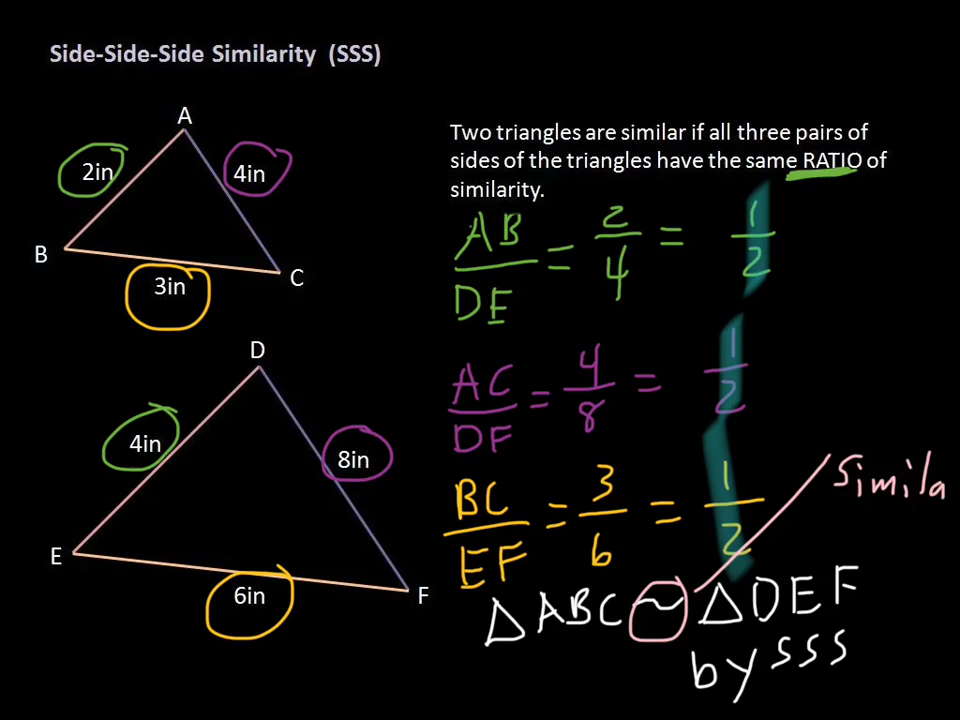 Side-Side-Side Similarity (SSS)
A
2in
4in
B
C
3in
D
4in
8in
E
F
6in
Two triangles are similar if all three pairs of
sides of the triangles have the same RATIO of
similarity.
AB/DE = 2/4 = 1/2
AC/DF = 4/8 = 1/2
BC/EF = 3/6 = 1/2
Simila
△ABC ~ △DEF
by SSS